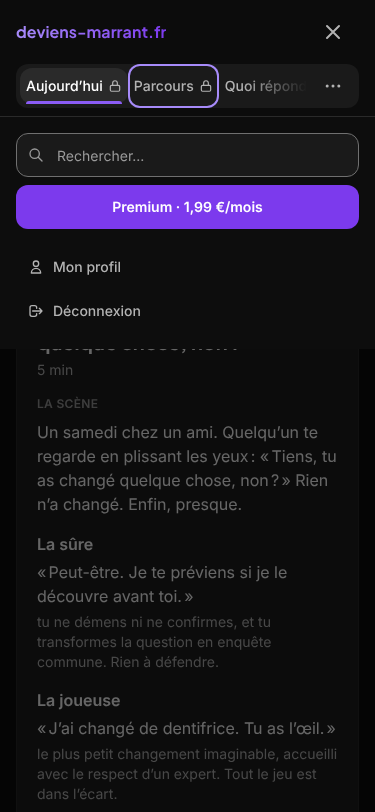 deviens-marrant.fr
Aujourd’hui
Parcours
Quoi répond
Rechercher…
Premium · 1,99 €/mois
Mon profil
Déconnexion
5 min
LA SCÈNE
Un samedi chez un ami. Quelqu’un te
regarde en plissant les yeux : « Tiens, tu
as changé quelque chose, non ? » Rien
n’a changé. Enfin, presque.
La sûre
« Peut-être. Je te préviens si je le
découvre avant toi. »
tu ne démens ni ne confirmes, et tu
transformes la question en enquête
commune. Rien à défendre.
La joueuse
« J’ai changé de dentifrice. Tu as l’œil. »
le plus petit changement imaginable, accueilli
avec le respect d’un expert. Tout le jeu est
dans l’écart.